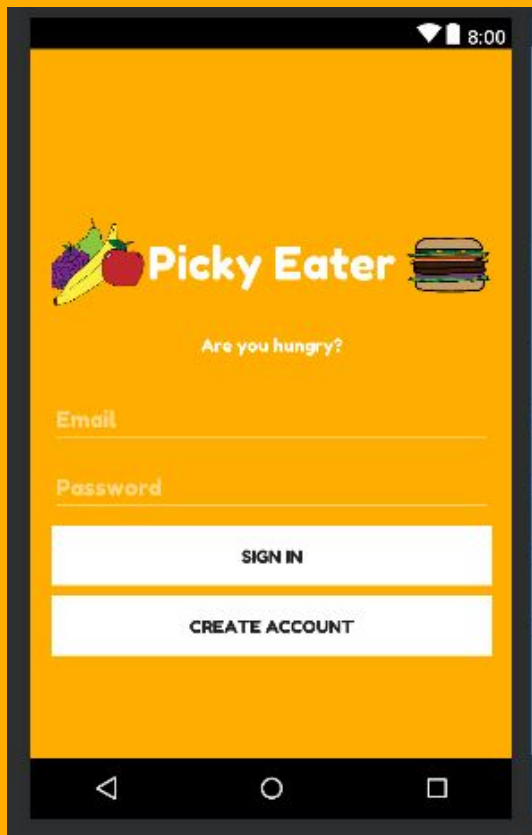 8:00
Picky Eater
Are you hungry?
Email
Password
SIGN IN
CREATE ACCOUNT